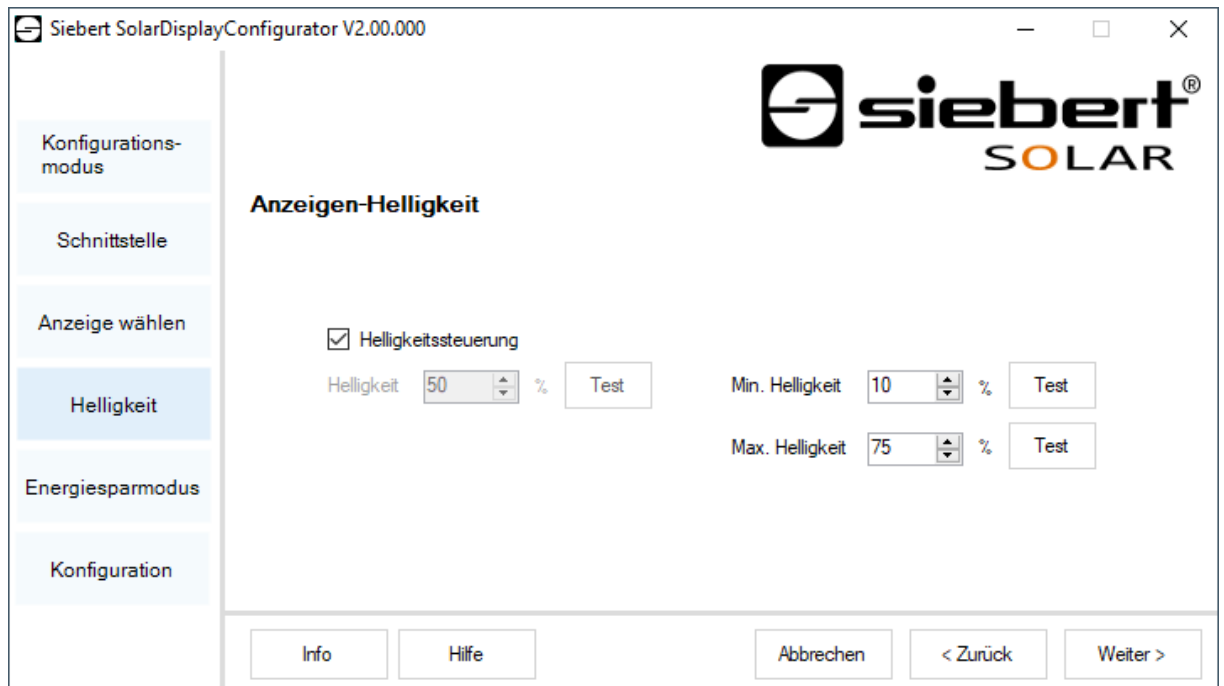 Siebert SolarDisplayConfigurator V2.00.000
siebert®
SOLAR
Konfigurations-
modus
Schnittstelle
Anzeige wählen
Helligkeit
Energiesparmodus
Konfiguration
Anzeigen-Helligkeit
Helligkeitssteuerung
Helligkeit 50 % Test
Min. Helligkeit 10 % Test
Max. Helligkeit 75 % Test
Info Hilfe Abbrechen < Zurück Weiter >